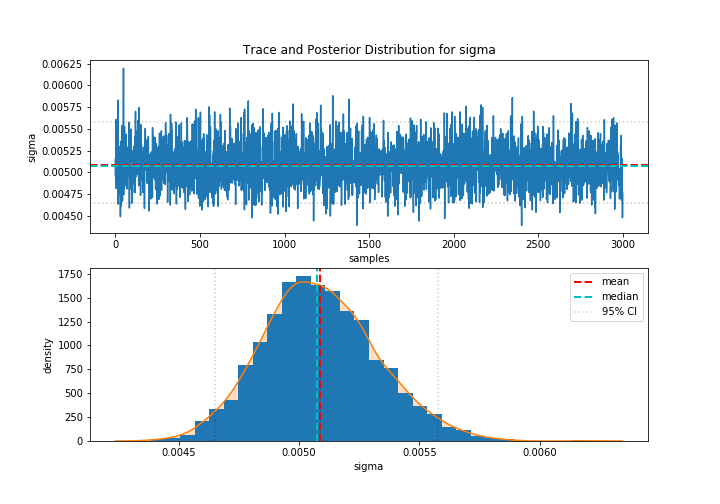 Trace and Posterior Distribution for sigma
0.00625
0.00600
0.00575
0.00550
0.00525
0.00500
0.00475
0.00450
sigma
0 500 1000 1500 2000 2500 3000
samples
1750
1500
1250
1000
750
500
250
0
density
mean
median
95% CI
0.0045 0.0050 0.0055 0.0060
sigma